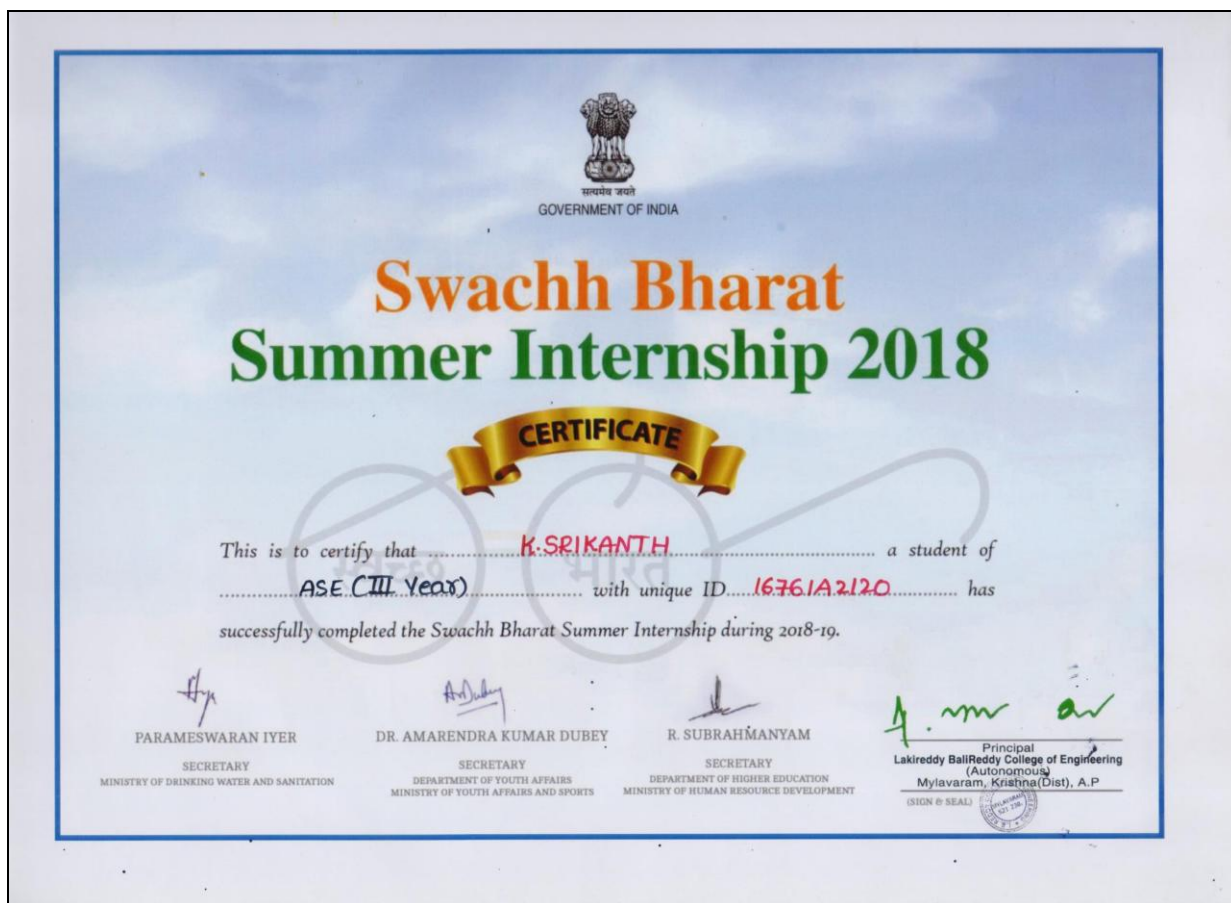 सत्यमेव जयते
GOVERNMENT OF INDIA
Swachh Bharat
Summer Internship 2018
CERTIFICATE
स्वच्छ भारत
This is to certify that K.SRIKANTH a student of
ASE (III Year) with unique ID 16761A2120 has
successfully completed the Swachh Bharat Summer Internship during 2018-19.
PARAMESWARAN IYER
SECRETARY
MINISTRY OF DRINKING WATER AND SANITATION
DR. AMARENDRA KUMAR DUBEY
SECRETARY
DEPARTMENT OF YOUTH AFFAIRS
MINISTRY OF YOUTH AFFAIRS AND SPORTS
R. SUBRAHMANYAM
SECRETARY
DEPARTMENT OF HIGHER EDUCATION
MINISTRY OF HUMAN RESOURCE DEVELOPMENT
Principal
Lakireddy BaliReddy College of Engineering
(Autonomous)
Mylavaram, Krishna(Dist), A.P
(SIGN & SEAL)